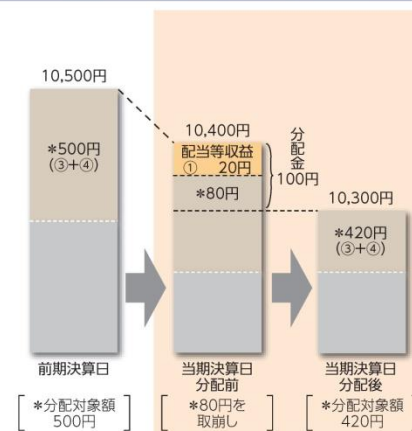 10,500円
*500円
(③+④)
10,400円
配当等収益
① 20円
*80円
分配金
100円
10,300円
*420円
(③+④)
前期決算日
当期決算日
分配前
当期決算日
分配後
*分配対象額
500円
*80円を
取崩し
*分配対象額
420円